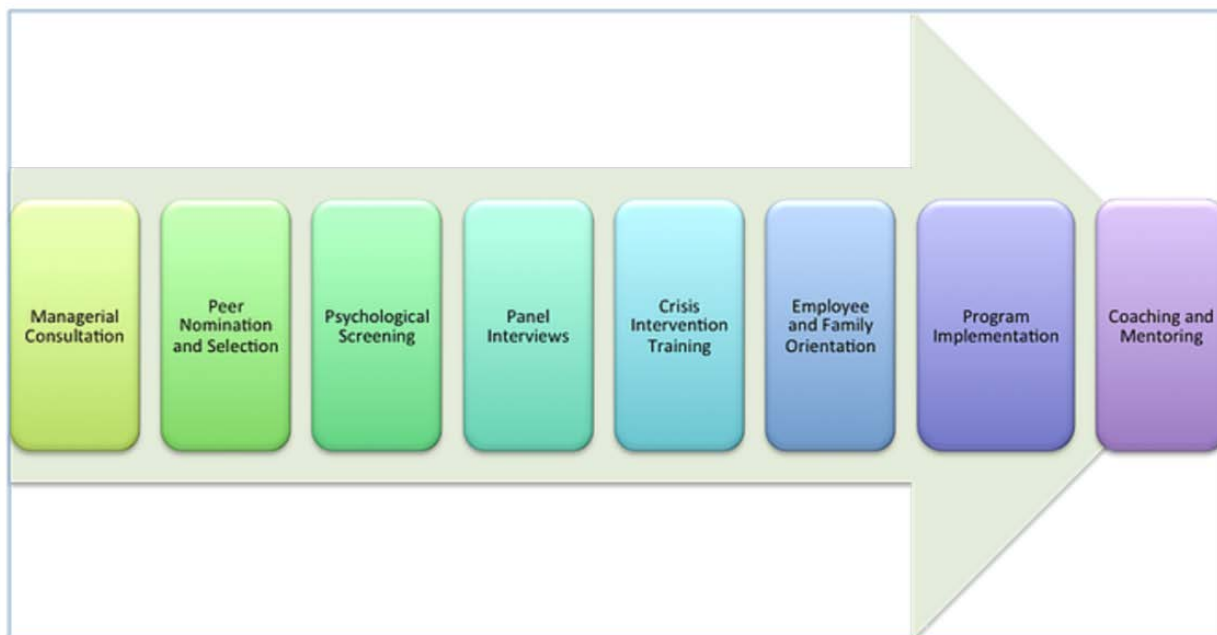 Managerial
Consultation
Peer
Nomination
and Selection
Psychological
Screening
Panel
Interviews
Crisis
Intervention
Training
Employee
and Family
Orientation
Program
Implementation
Coaching and
Mentoring